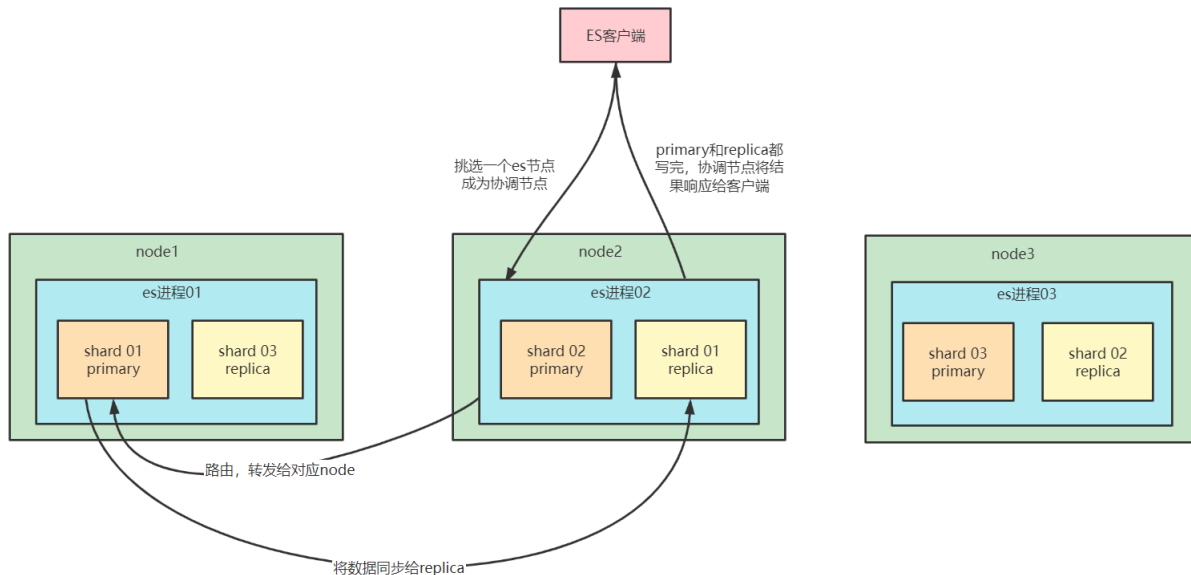 ES客户端
挑选一个es节点
成为协调节点
primary和replica都
写完，协调节点将结
果响应给客户端
node1
es进程01
shard 01
primary
shard 03
replica
node2
es进程02
shard 02
primary
shard 01
replica
node3
es进程03
shard 03
primary
shard 02
replica
路由，转发给对应node
将数据同步给replica